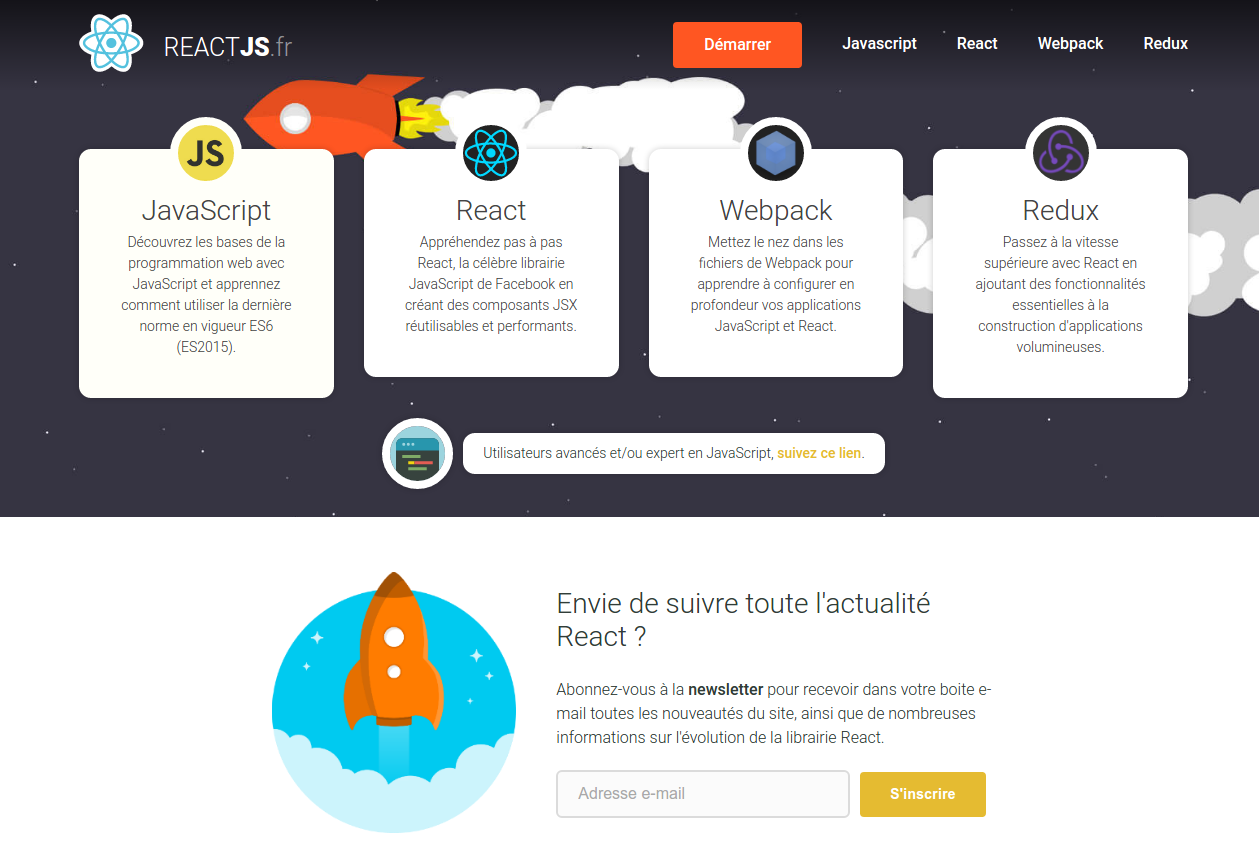 REACTJS.fr
Démarrer
Javascript
React
Webpack
Redux
JS
JavaScript
Découvrez les bases de la
programmation web avec
JavaScript et apprennez
comment utiliser la dernière
norme en vigueur ES6
(ES2015).
React
Appréhendez pas à pas
React, la célèbre librairie
JavaScript de Facebook en
créant des composants JSX
réutilisables et performants.
Webpack
Mettez le nez dans les
fichiers de Webpack pour
apprendre à configurer en
profondeur vos applications
JavaScript et React.
Redux
Passez à la vitesse
supérieure avec React en
ajoutant des fonctionnalités
essentielles à la
construction d'applications
volumineuses.
Utilisateurs avancés et/ou expert en JavaScript, suivez ce lien.
Envie de suivre toute l'actualité
React ?
Abonnez-vous à la newsletter pour recevoir dans votre boite e-
mail toutes les nouveautés du site, ainsi que de nombreuses
informations sur l'évolution de la librairie React.
Adresse e-mail
S'inscrire